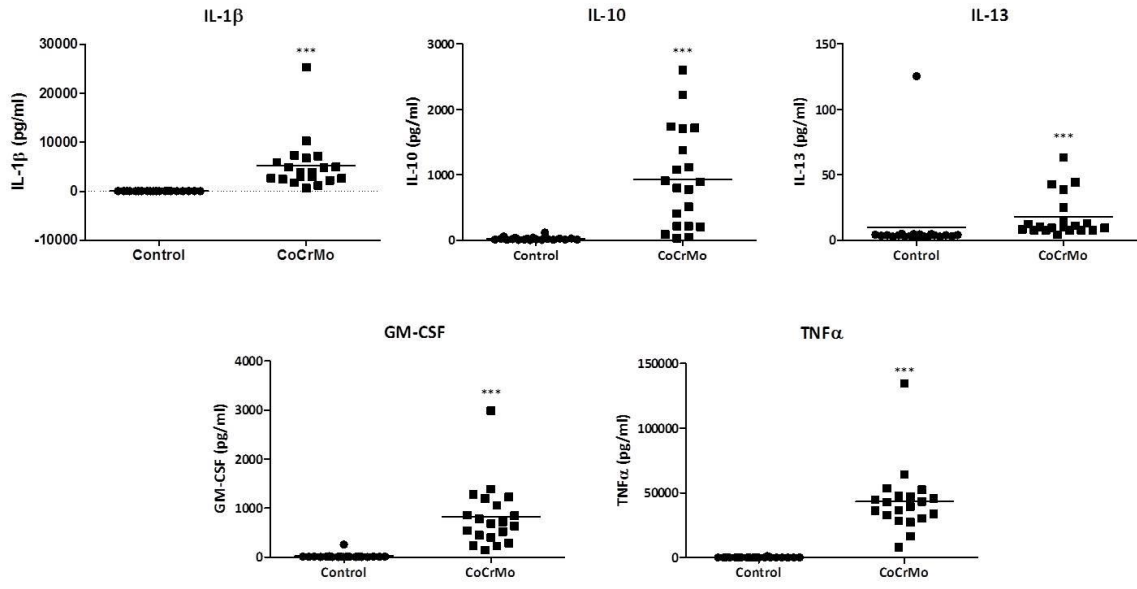 IL-1β
IL-1β (pg/ml)
30000
20000
10000
0
-10000
***
Control
CoCrMo
IL-10
IL-10 (pg/ml)
3000
2000
1000
0
***
Control
CoCrMo
IL-13
IL-13 (pg/ml)
150
100
50
0
***
Control
CoCrMo
GM-CSF
GM-CSF (pg/ml)
4000
3000
2000
1000
0
***
Control
CoCrMo
TNFα
TNFα (pg/ml)
150000
100000
50000
0
***
Control
CoCrMo